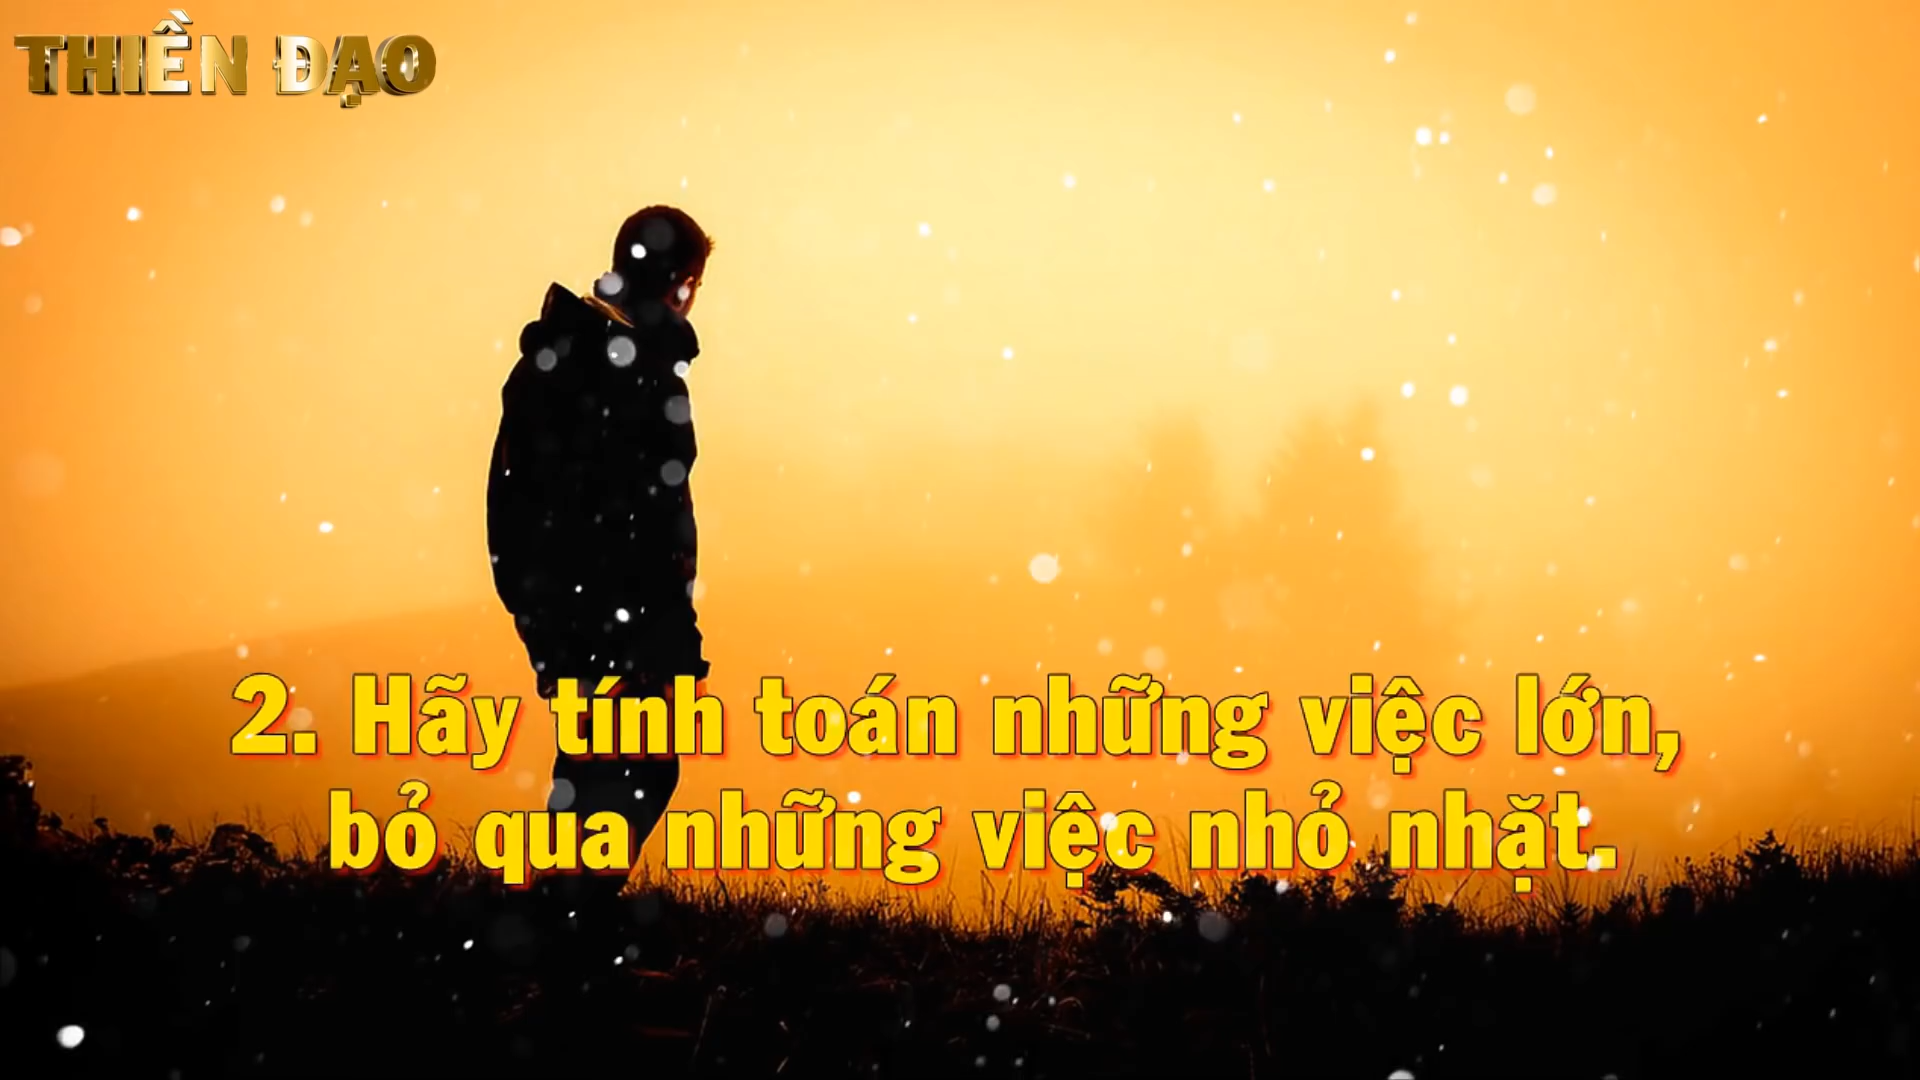 THIỀN ĐẠO
2. Hãy tính toán những việc lớn,
bỏ qua những việc nhỏ nhặt.